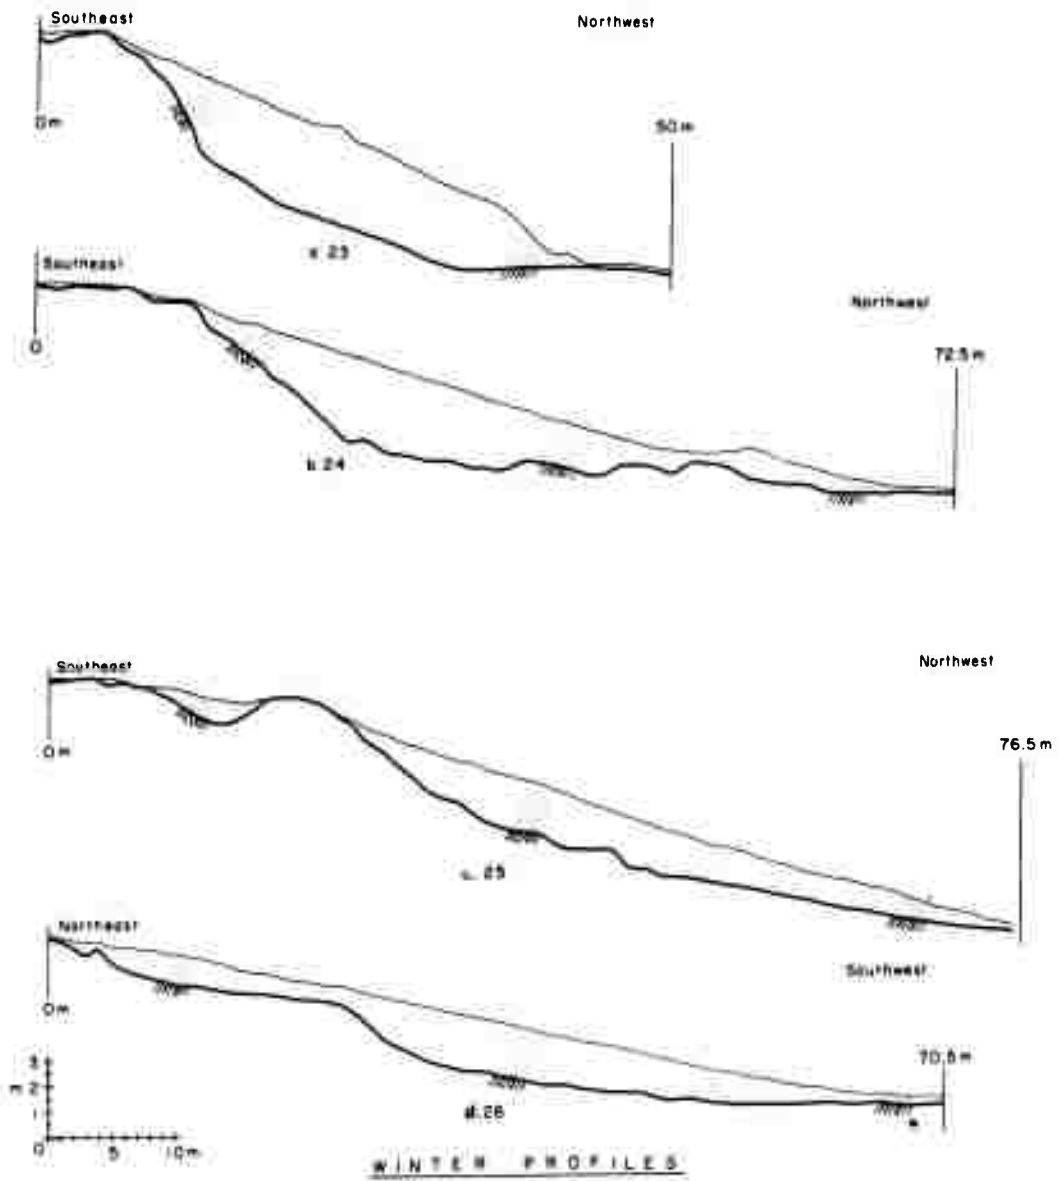 Southeast
Northwest
0m
50m
a. 23
Southeast
Northwest
0
72.5m
b. 24
Southeast
Northwest
0m
76.5m
c. 25
Northeast
Southwest
0m
70.5m
3
2
1
m
d. 26
0 5 10m
WINTER PROFILES